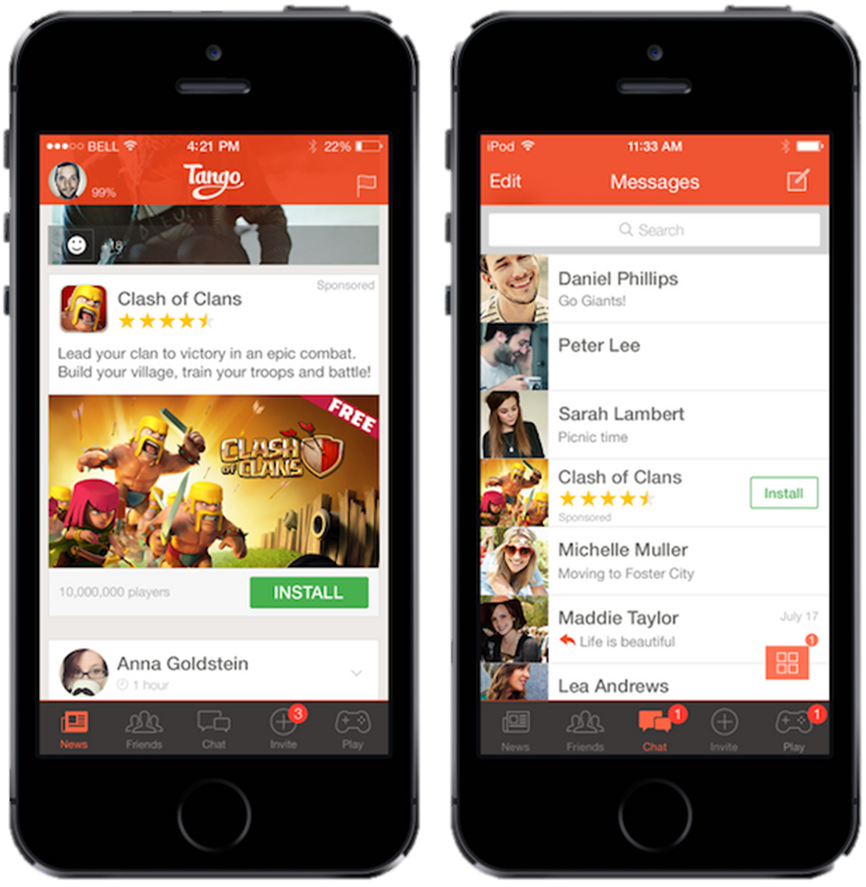 BELL 4:21 PM 22%
99% Tango
+18
Sponsored
Clash of Clans
Lead your clan to victory in an epic combat.
Build your village, train your troops and battle!
FREE
CLASH
OF CLANS
10,000,000 players INSTALL
Anna Goldstein
1 hour
3
News Friends Chat Invite Play
iPod 11:33 AM
Edit Messages
Search
Daniel Phillips
Go Giants!
Peter Lee
Sarah Lambert
Picnic time
Clash of Clans
Install
Sponsored
Michelle Muller
Moving to Foster City
Maddie Taylor July 17
Life is beautiful 1
Lea Andrews
1 1
News Friends Chat Invite Play